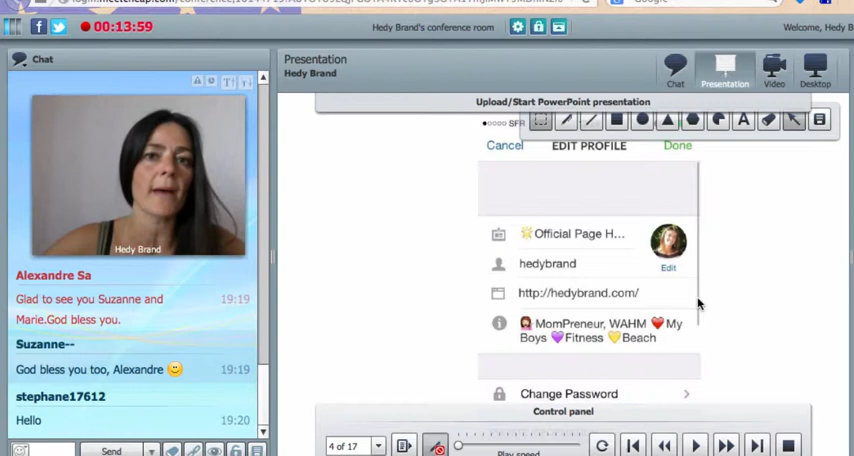 00:13:59
Hedy Brand's conference room
Welcome, Hedy B
Chat
Presentation
Hedy Brand
Chat
Presentation
Video
Desktop
Upload/Start PowerPoint presentation
Hedy Brand
SFR
Cancel
EDIT PROFILE
Done
Official Page H...
hedybrand
Edit
http://hedybrand.com/
MomPreneur, WAHM ❤️My
Boys 💜Fitness 💛Beach
Change Password
Alexandre Sa
Glad to see you Suzanne and
Marie.God bless you.
19:19
Suzanne--
God bless you too, Alexandre
19:19
stephane17612
Hello
19:20
Send
Control panel
4 of 17
Play speed